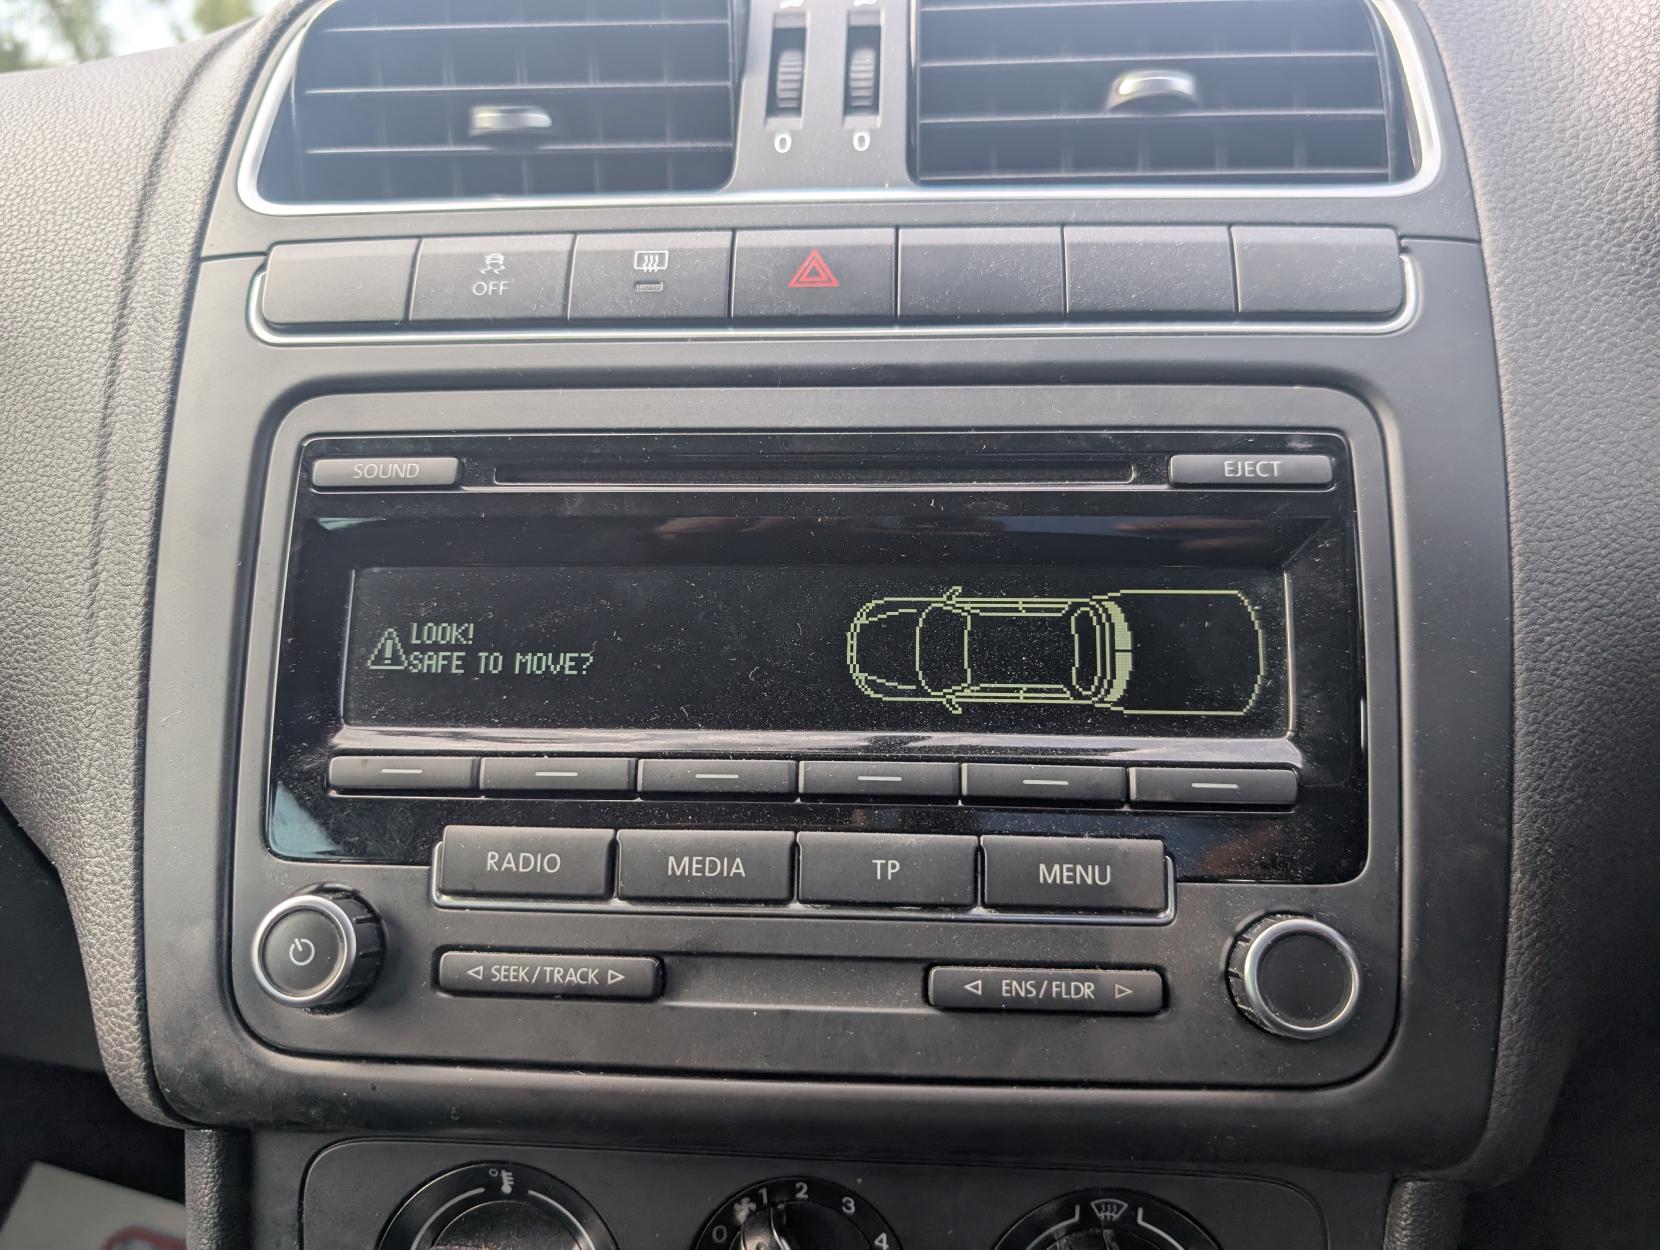 0 0
OFF
SOUND
EJECT
LOOK!
SAFE TO MOVE?
RADIO
MEDIA
TP
MENU
SEEK/TRACK
ENS/FLDR
0 1 2 3 4